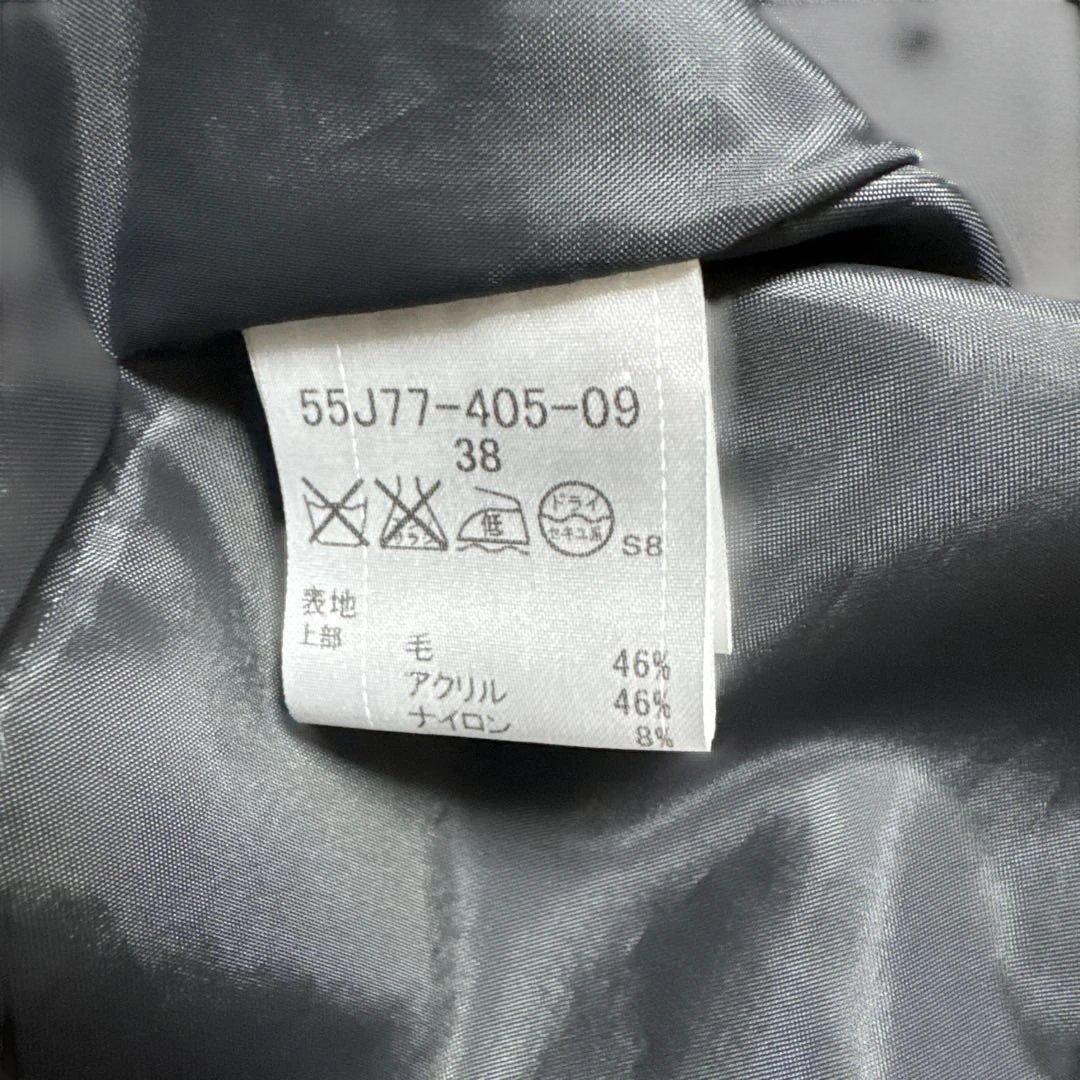 55J77-405-09
38
低 ドライ セキユ系 S8
表地
上部
毛 46%
アクリル 46%
ナイロン 8%